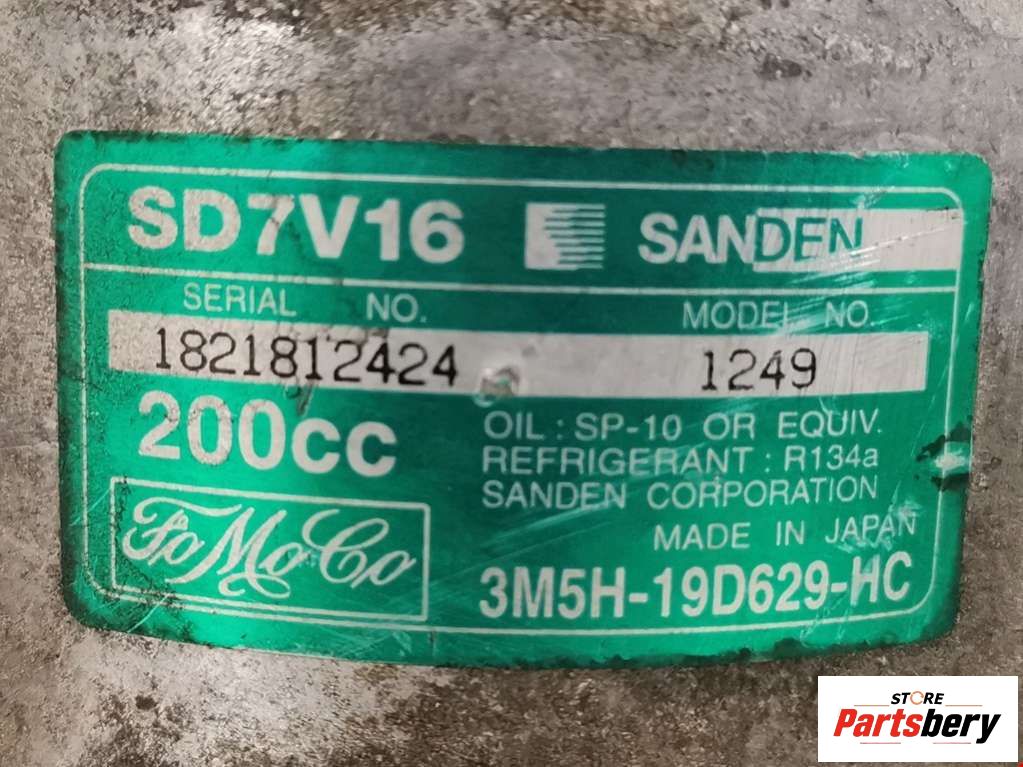 SD7V16 SANDEN
SERIAL NO. MODEL NO.
1821812424 1249
200cc
OIL : SP-10 OR EQUIV.
REFRIGERANT : R134a
SANDEN CORPORATION
MADE IN JAPAN
FoMoCo
3M5H-19D629-HC
STORE
Partsbery